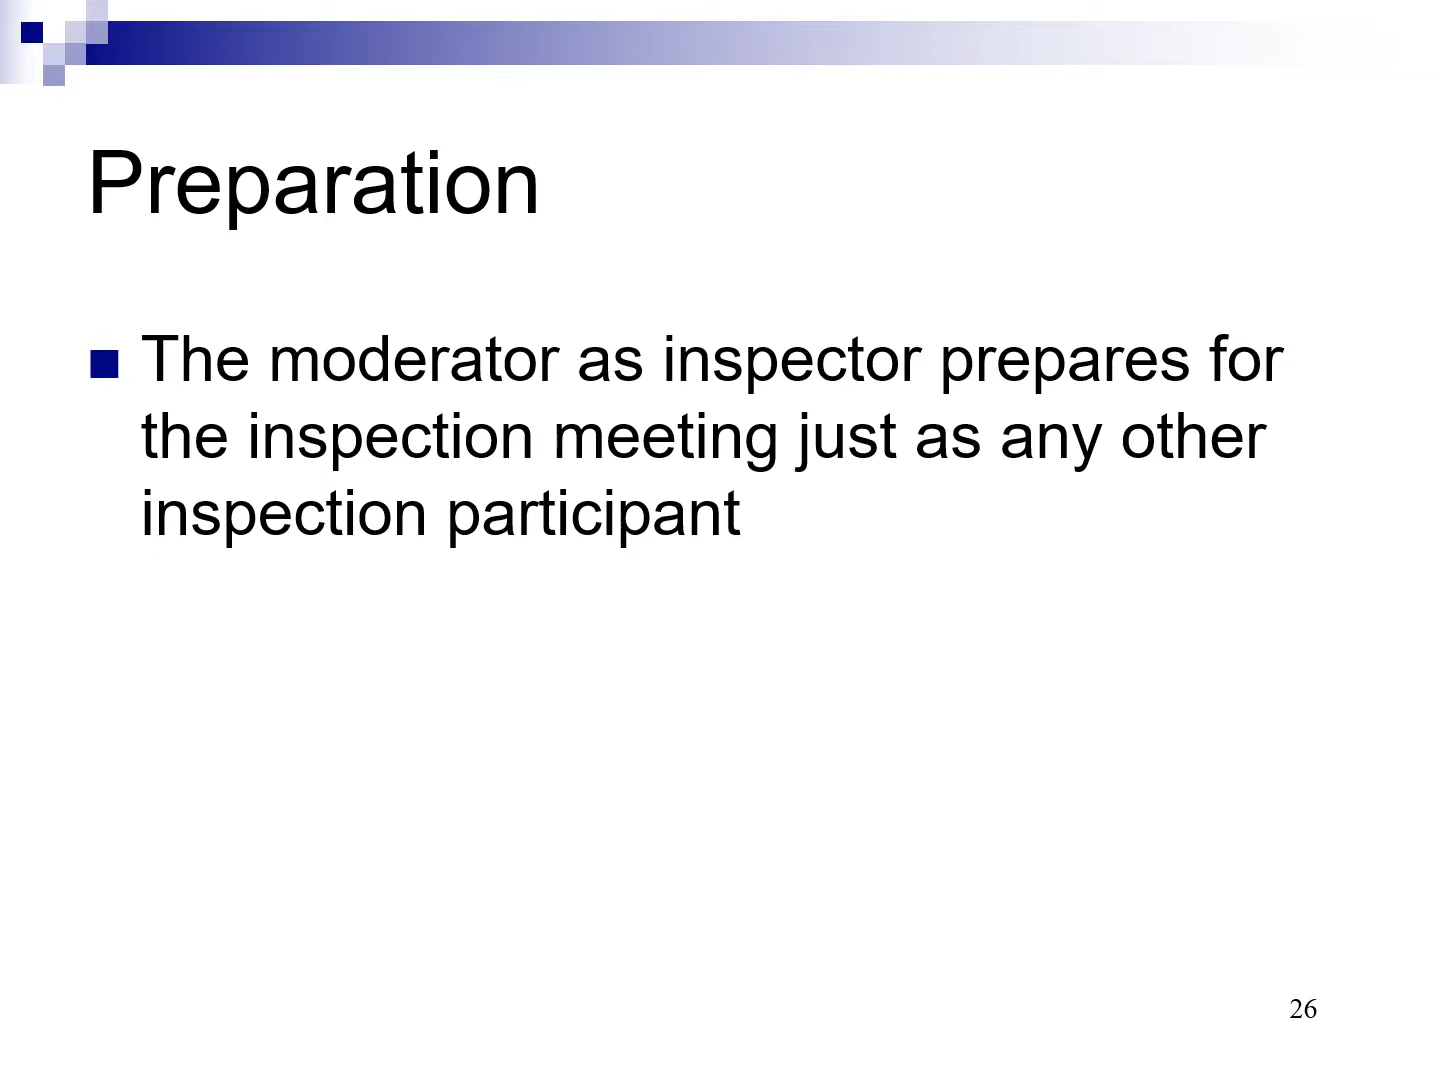 Preparation
The moderator as inspector prepares for
the inspection meeting just as any other
inspection participant
26